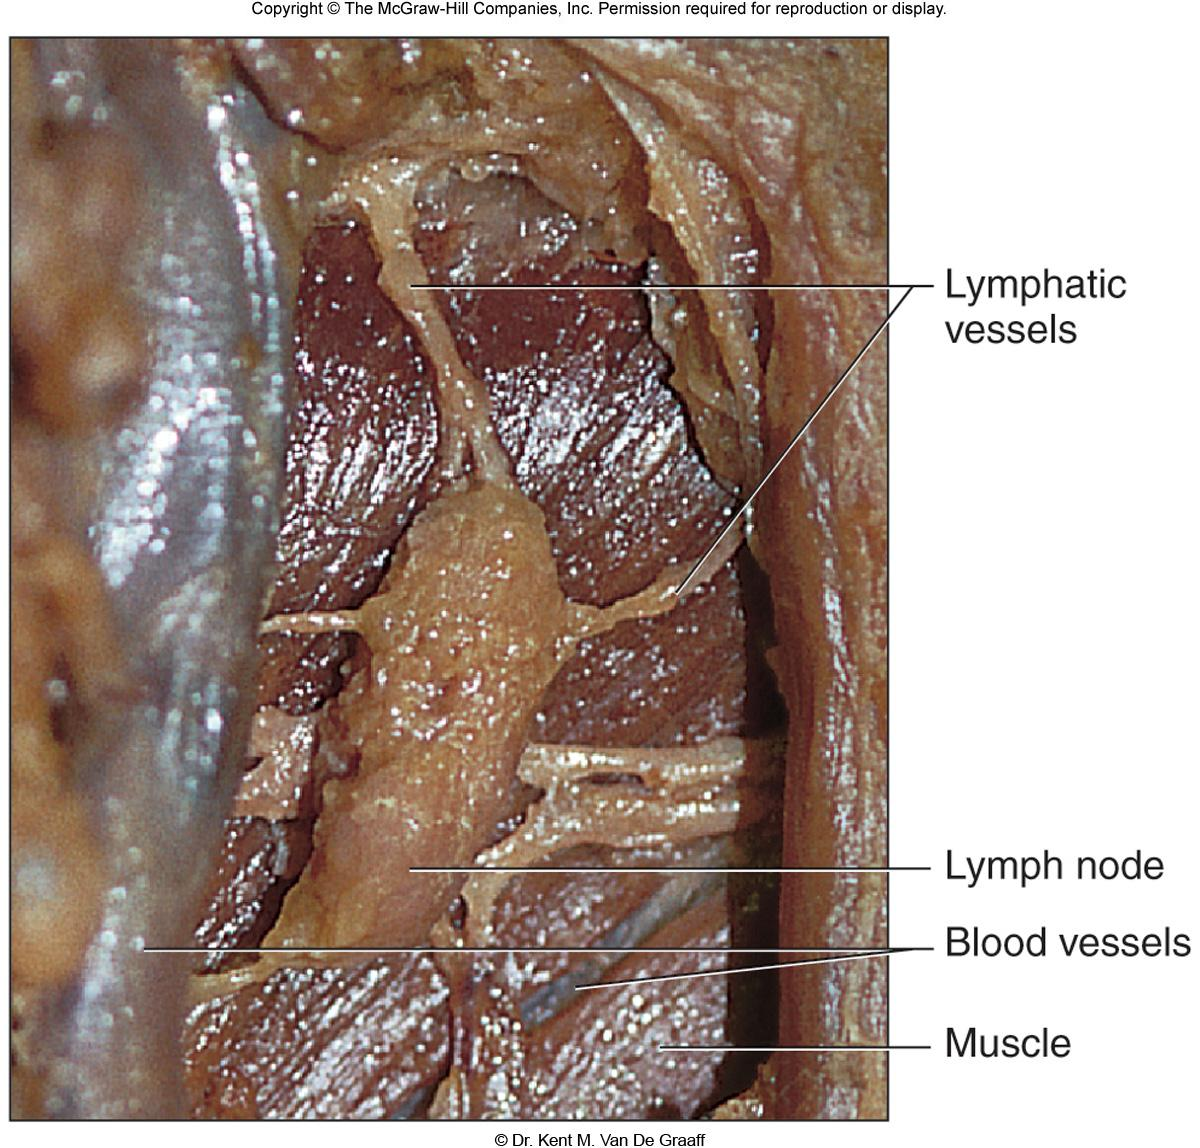 Copyright © The McGraw-Hill Companies, Inc. Permission required for reproduction or display.
Lymphatic
vessels
Lymph node
Blood vessels
Muscle
© Dr. Kent M. Van De Graaff